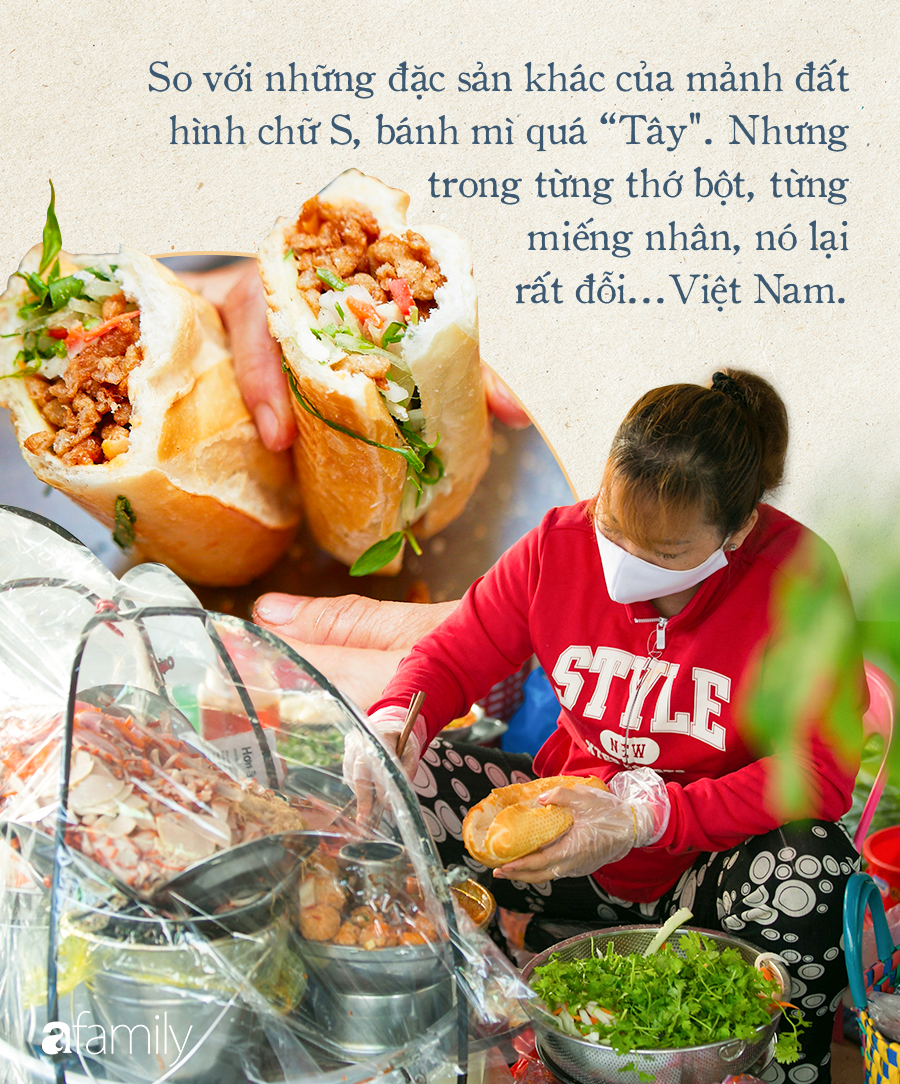 So với những đặc sản khác của mảnh đất
hình chữ S, bánh mì quá “Tây". Nhưng
trong từng thớ bột, từng
miếng nhân, nó lại
rất đỗi...Việt Nam.
STYLE
NEW
afamily